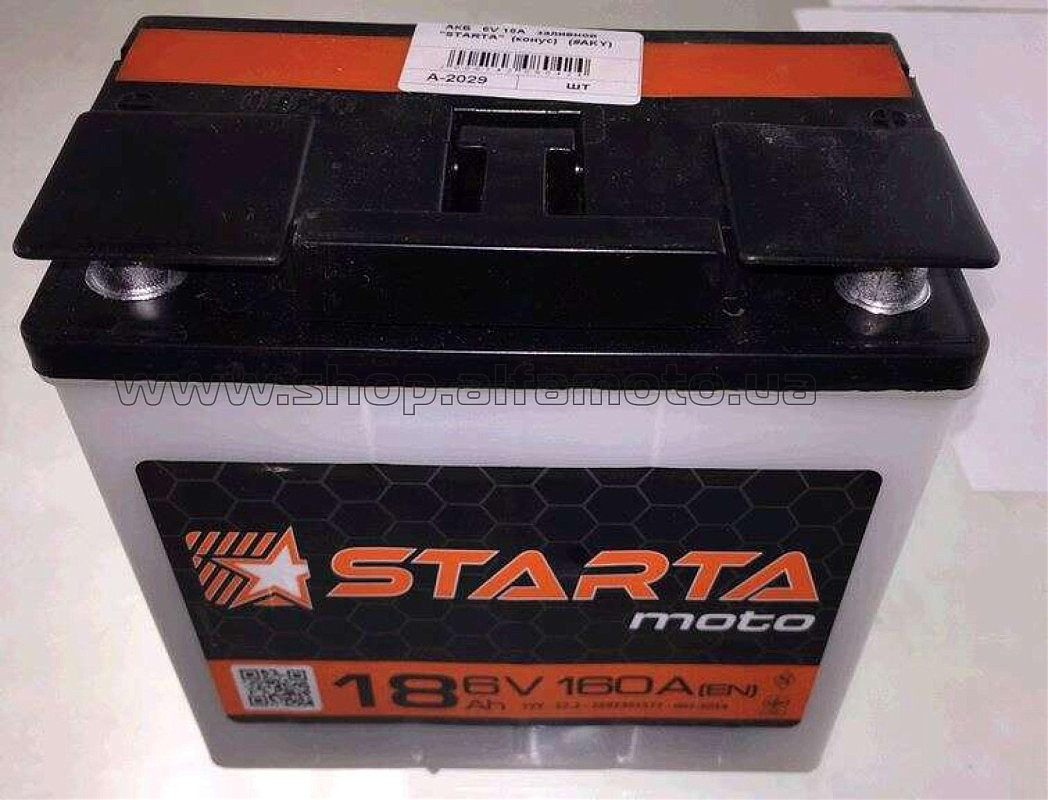 АКБ 6V 18А заливной
"STARTA" (конус) (#AKY)
А-2029
шт
www.shop.alfamoto.ua
STARTA
moto
18 Ah 6V 160A (EN)